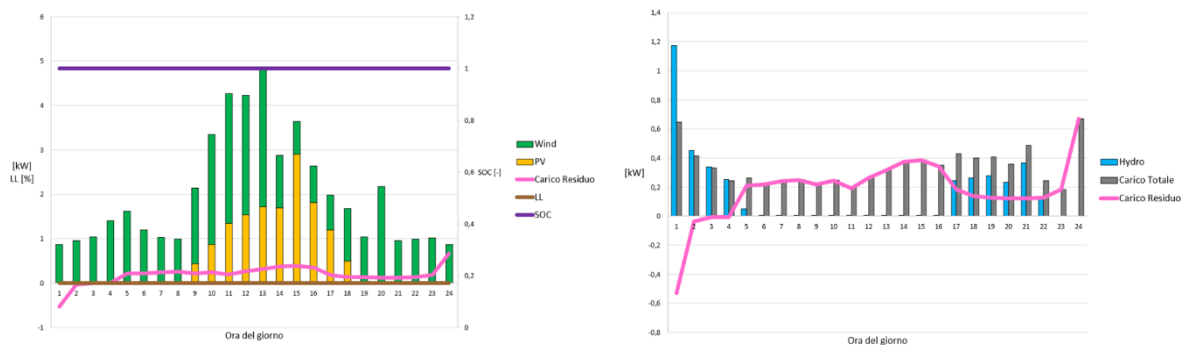 6
5
4
3
2
1
0
-1
[kW]
LL [%]
1 2 3 4 5 6 7 8 9 10 11 12 13 14 15 16 17 18 19 20 21 22 23 24
Ora del giorno
1,2
1
0,8
0,6
0,4
0,2
0
SOC [-]
Wind
PV
Carico Residuo
LL
SOC
1,4
1,2
1
0,8
0,6
0,4
0,2
0
-0,2
-0,4
-0,6
-0,8
[kW]
1 2 3 4 5 6 7 8 9 10 11 12 13 14 15 16 17 18 19 20 21 22 23 24
Ora del giorno
Hydro
Carico Totale
Carico Residuo